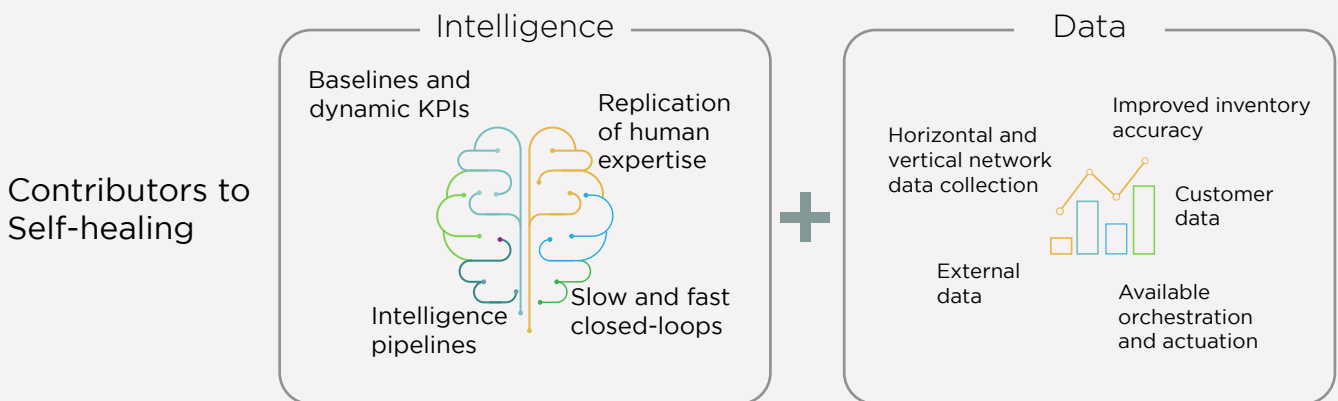 Contributors to
Self-healing
Intelligence
Baselines and
dynamic KPIs
Replication
of human
expertise
Intelligence
pipelines
Slow and fast
closed-loops
+
Data
Improved inventory
accuracy
Horizontal and
vertical network
data collection
Customer
data
External
data
Available
orchestration
and actuation